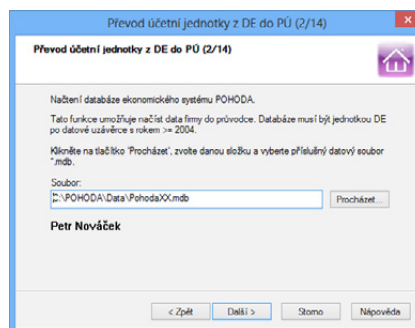 Převod účetní jednotky z DE do PÚ (2/14)
Převod účetní jednotky z DE do PÚ (2/14)
Načtení databáze ekonomického systému POHODA.
Tato funkce umožňuje načíst data firmy do průvodce. Databáze musí být jednotkou DE
po datové uzávěrce s rokem >= 2004.
Klikněte na tlačítko 'Procházet', zvolte danou složku a vyberte příslušný datový soubor
*.mdb.
Soubor:
C:\POHODA\Data\PohodaXX.mdb
Procházet...
Petr Nováček
< Zpět
Další >
Storno
Nápověda